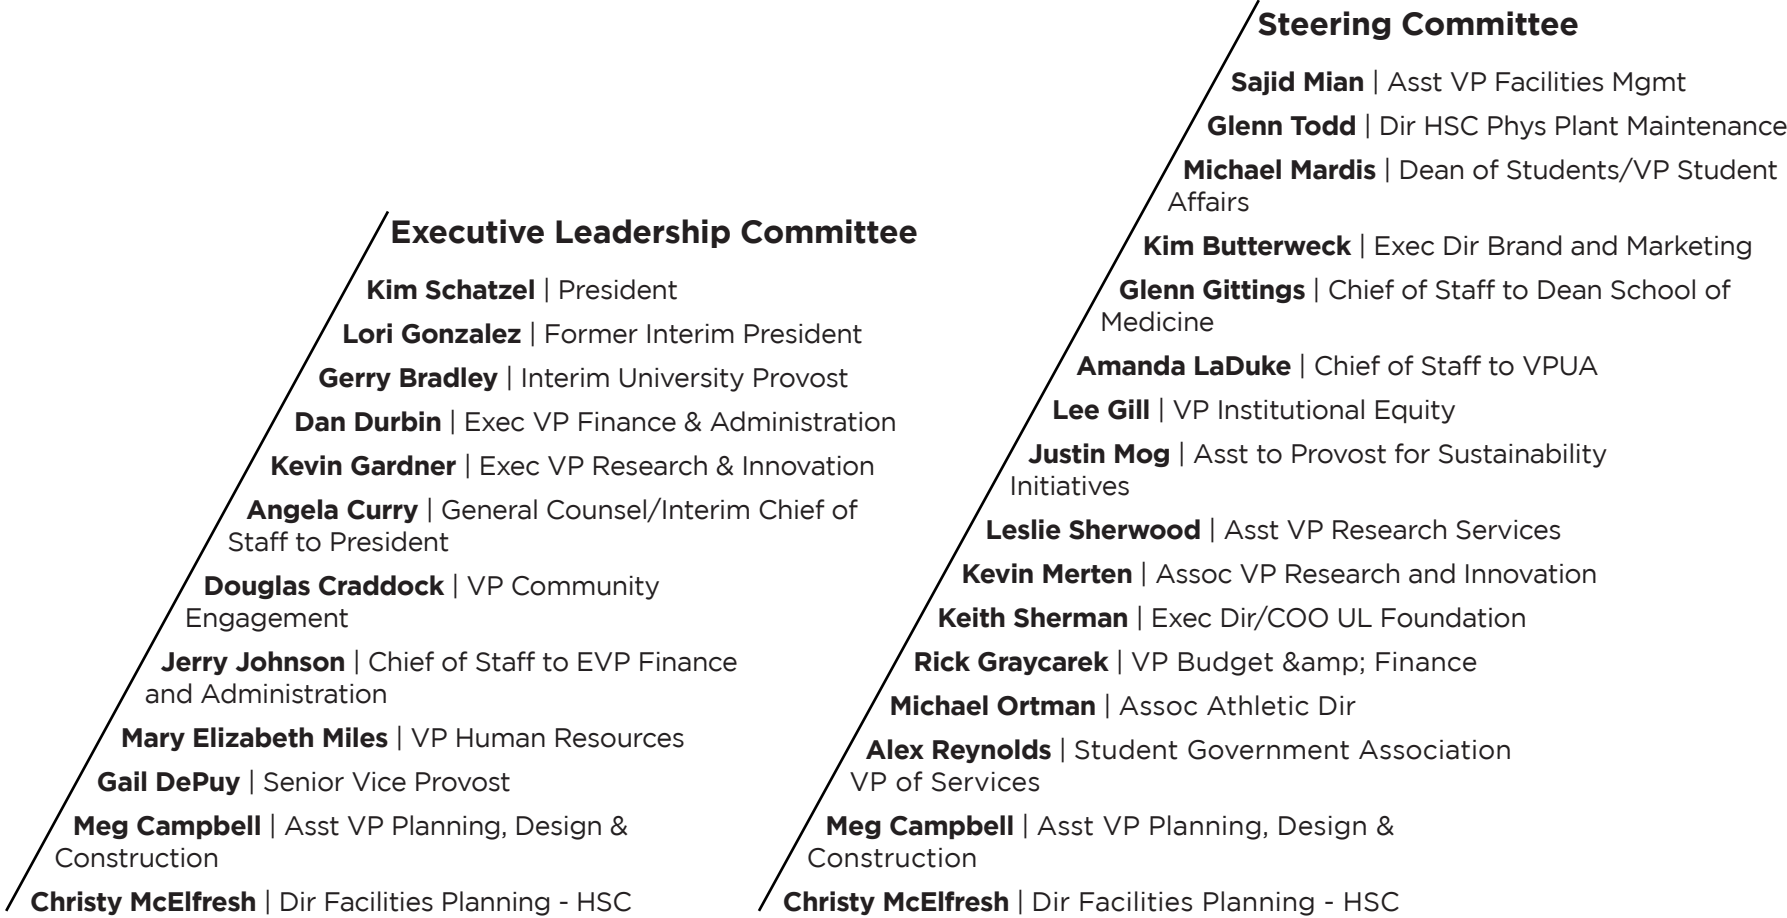 Executive Leadership Committee
Kim Schatzel | President
Lori Gonzalez | Former Interim President
Gerry Bradley | Interim University Provost
Dan Durbin | Exec VP Finance & Administration
Kevin Gardner | Exec VP Research & Innovation
Angela Curry | General Counsel/Interim Chief of
Staff to President
Douglas Craddock | VP Community
Engagement
Jerry Johnson | Chief of Staff to EVP Finance
and Administration
Mary Elizabeth Miles | VP Human Resources
Gail DePuy | Senior Vice Provost
Meg Campbell | Asst VP Planning, Design &
Construction
Christy McElfresh | Dir Facilities Planning - HSC
Steering Committee
Sajid Mian | Asst VP Facilities Mgmt
Glenn Todd | Dir HSC Phys Plant Maintenance
Michael Mardis | Dean of Students/VP Student
Affairs
Kim Butterweck | Exec Dir Brand and Marketing
Glenn Gittings | Chief of Staff to Dean School of
Medicine
Amanda LaDuke | Chief of Staff to VPUA
Lee Gill | VP Institutional Equity
Justin Mog | Asst to Provost for Sustainability
Initiatives
Leslie Sherwood | Asst VP Research Services
Kevin Merten | Assoc VP Research and Innovation
Keith Sherman | Exec Dir/COO UL Foundation
Rick Graycarek | VP Budget &amp; Finance
Michael Ortman | Assoc Athletic Dir
Alex Reynolds | Student Government Association
VP of Services
Meg Campbell | Asst VP Planning, Design &
Construction
Christy McElfresh | Dir Facilities Planning - HSC